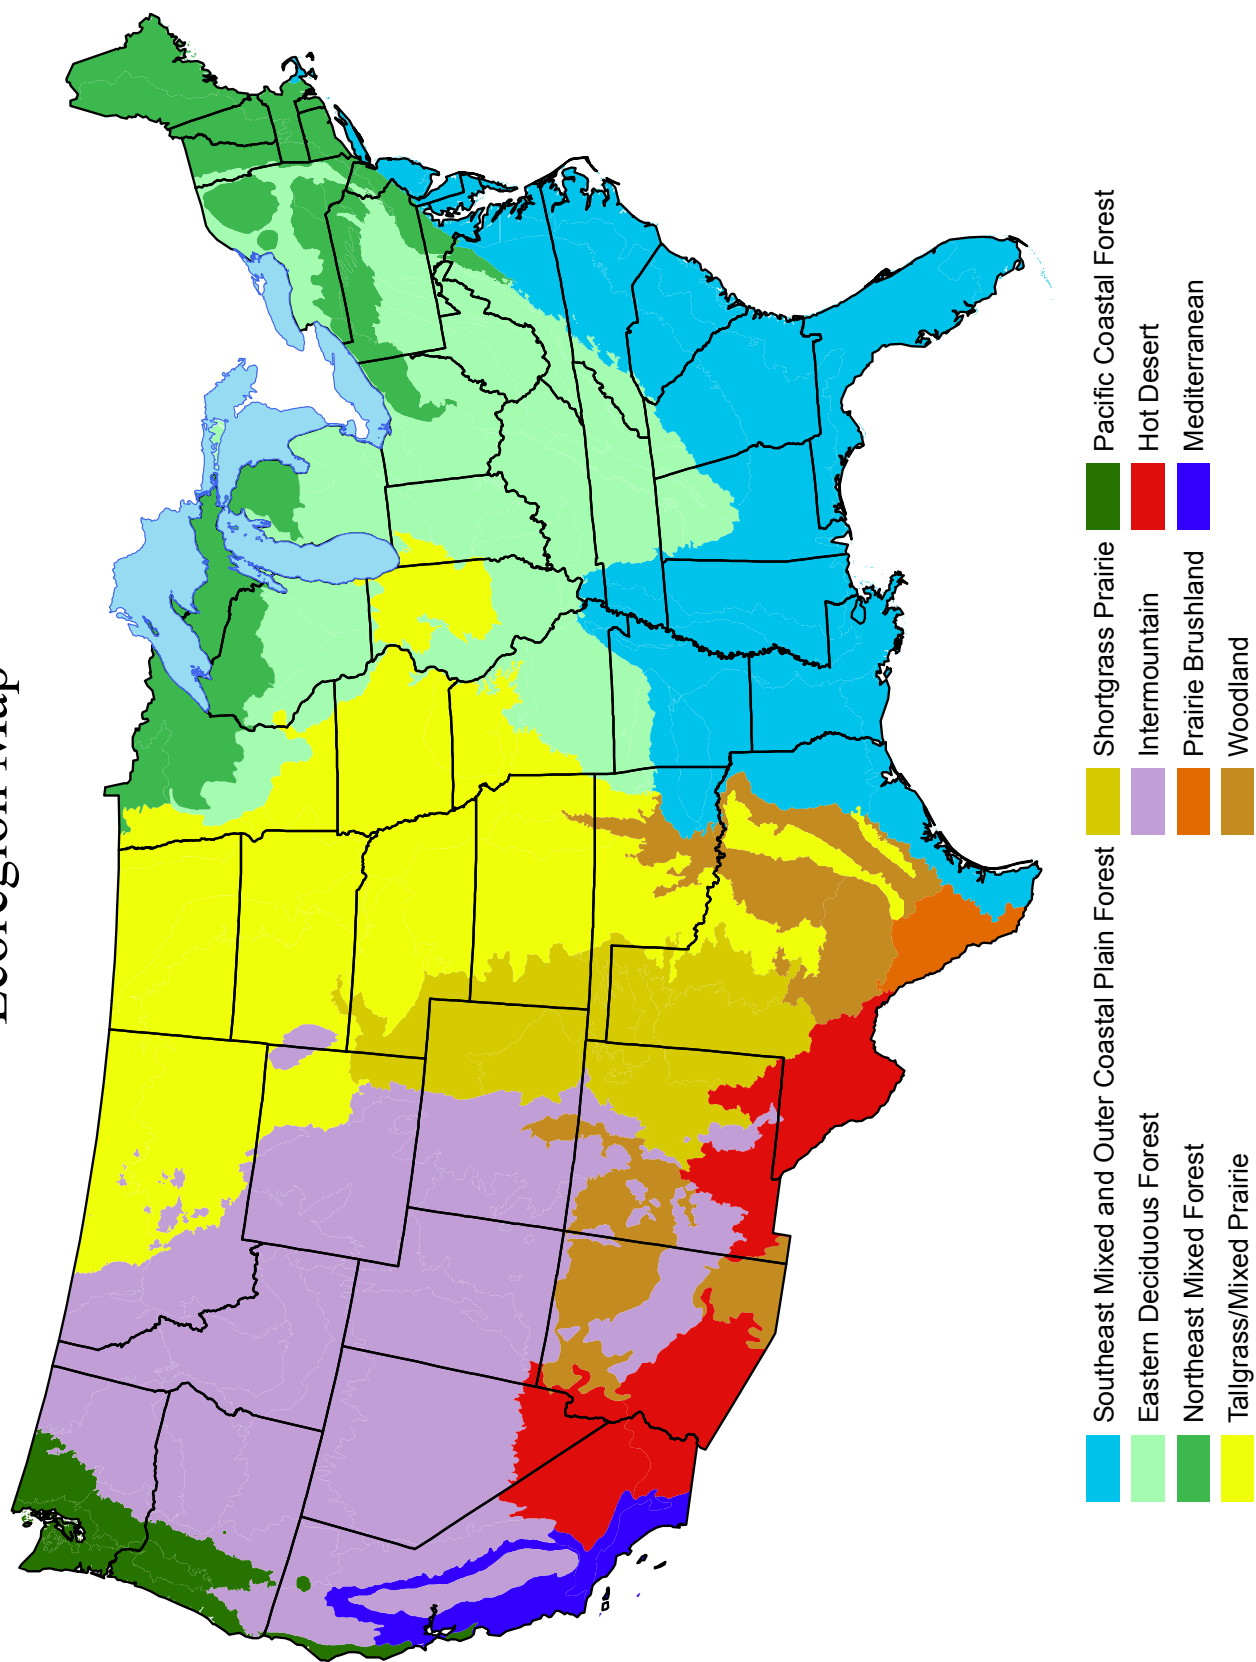 Ecoregion Map
Southeast Mixed and Outer Coastal Plain Forest
Eastern Deciduous Forest
Northeast Mixed Forest
Tallgrass/Mixed Prairie
Shortgrass Prairie
Intermountain
Prairie Brushland
Woodland
Pacific Coastal Forest
Hot Desert
Mediterranean